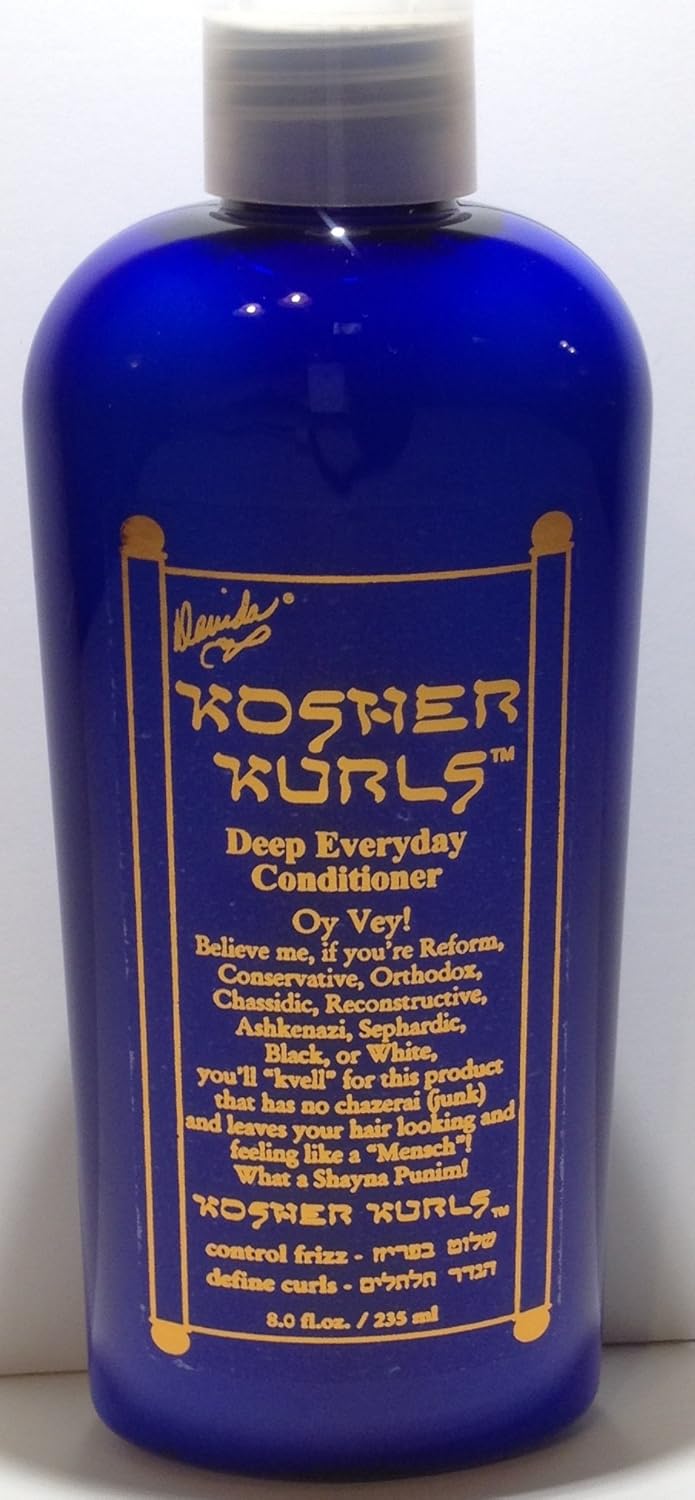 Davida®
KOSHER
KURLS™
Deep Everyday
Conditioner
Oy Vey!
Believe me, if you're Reform,
Conservative, Orthodox,
Chassidic, Reconstructive,
Ashkenazi, Sephardic,
Black, or White,
you'll "kvell" for this product
that has no chazerai (junk)
and leaves your hair looking and
feeling like a "Mensch"!
What a Shayna Punim!
KOSHER KURLS™
control frizz - שלוט בפריזז
define curls - הגדר תלתלים
8.0 fl.oz. / 235 ml